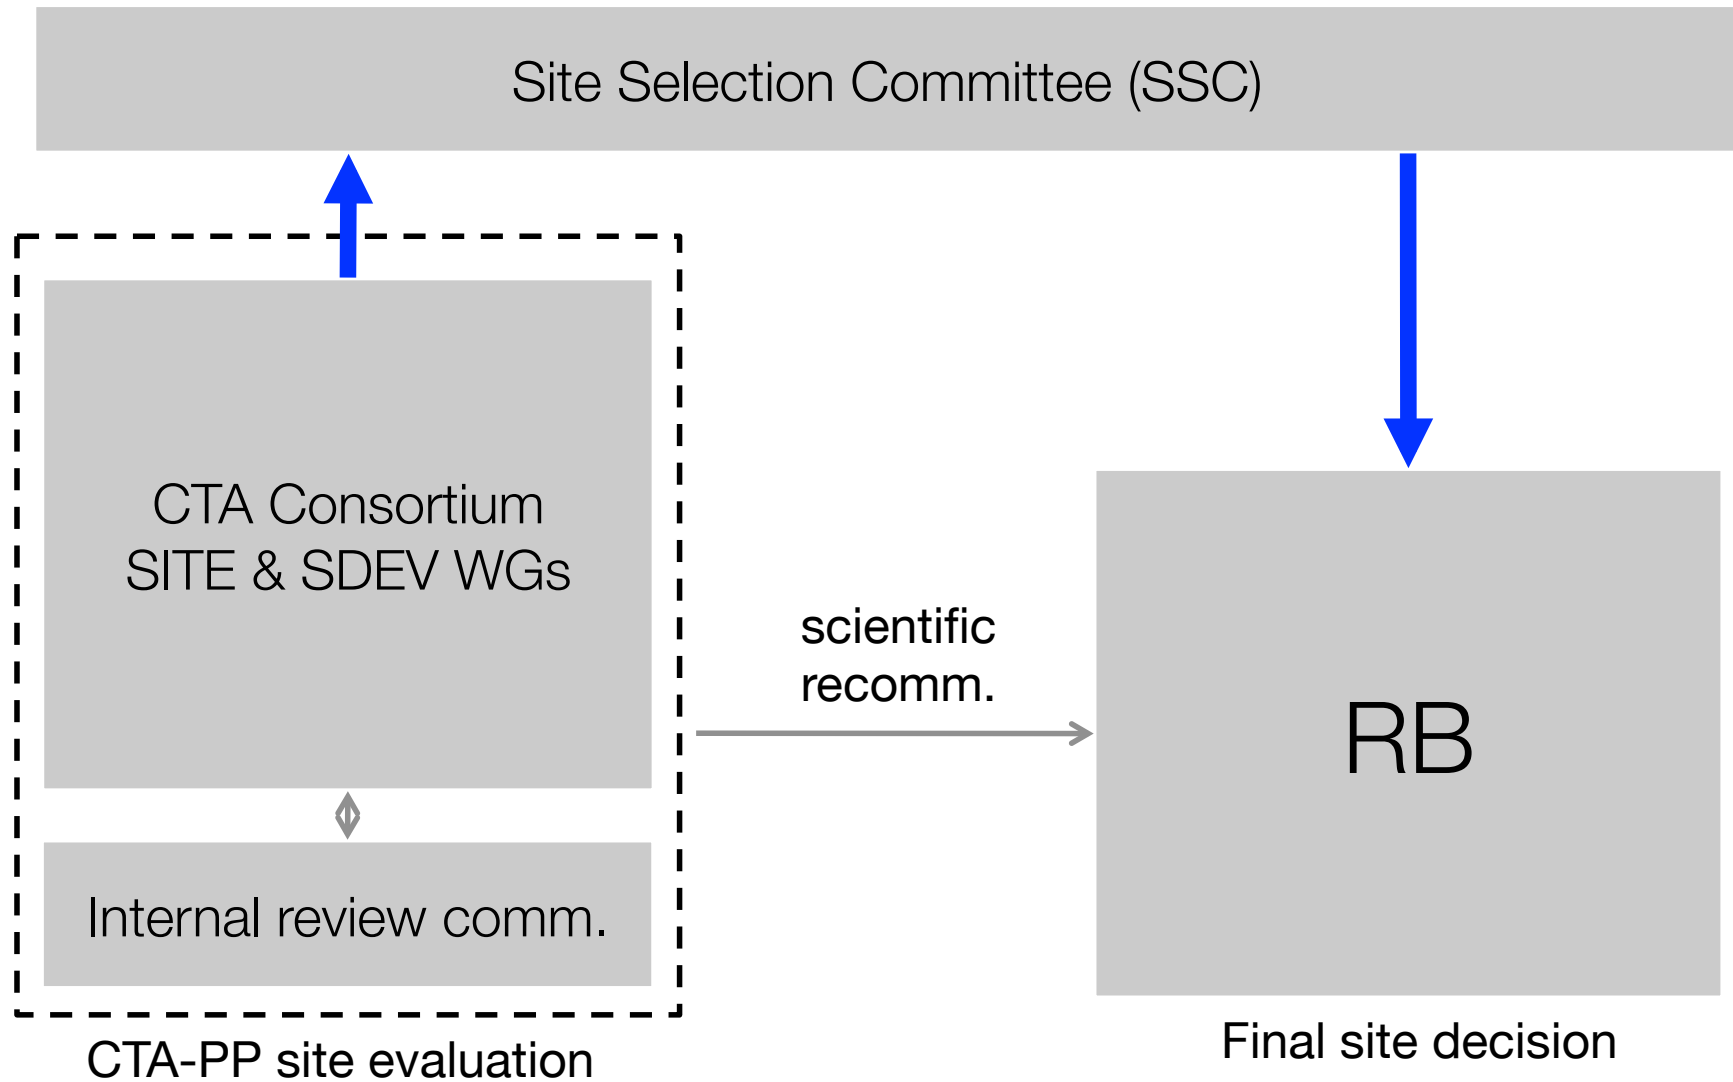 Site Selection Committee (SSC)
CTA Consortium
SITE & SDEV WGs
scientific
recomm.
RB
Internal review comm.
CTA-PP site evaluation
Final site decision